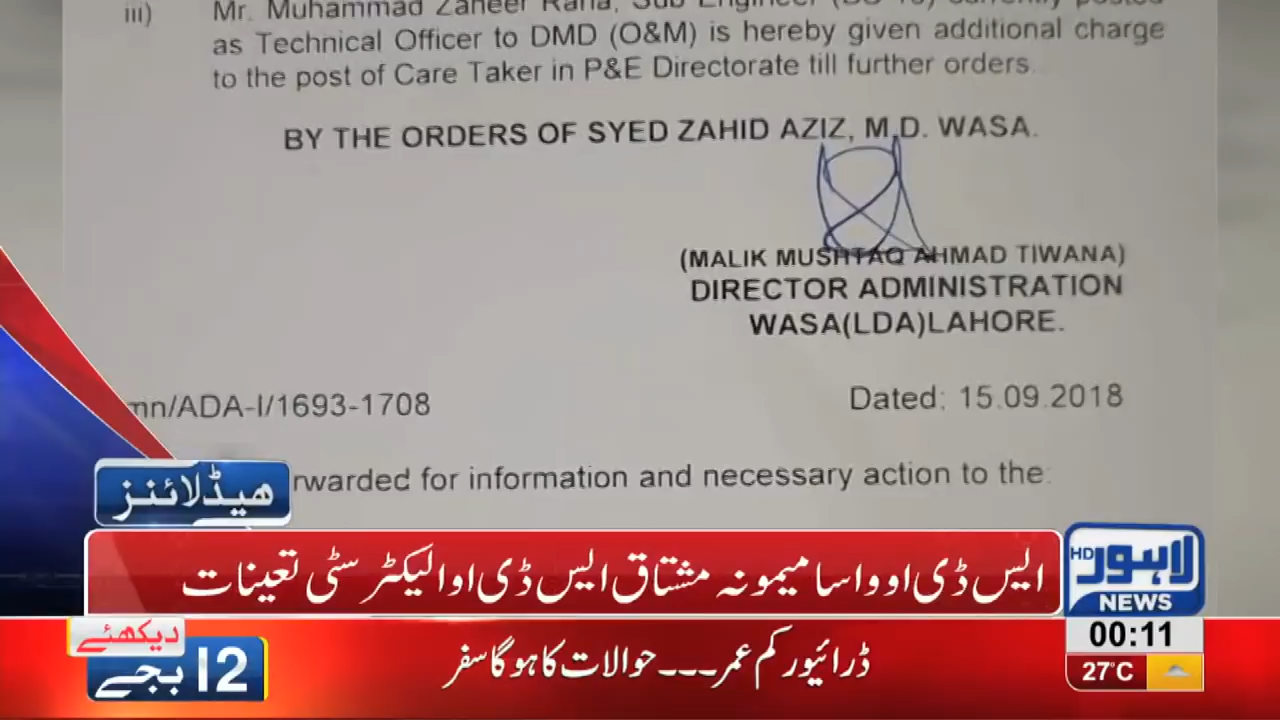 iii) Mr. Muhammad Zaheer Rana, Sub Engineer currently posted
as Technical Officer to DMD (O&M) is hereby given additional charge
to the post of Care Taker in P&E Directorate till further orders.
BY THE ORDERS OF SYED ZAHID AZIZ, M.D. WASA.
(MALIK MUSHTAQ AHMAD TIWANA)
DIRECTOR ADMINISTRATION
WASA(LDA)LAHORE.
mn/ADA-I/1693-1708
Dated: 15.09.2018
rwarded for information and necessary action to the:
ھیڈلائنز
ایس ڈی او واسا میمونہ مشتاق ایس ڈی او الیکٹرسٹی تعینات
HD لاہور
NEWS
00:11
27°C
دیکھئے
12 بجے
ڈرائیور کم عمر۔۔۔ حوالات کا ہوگا سفر